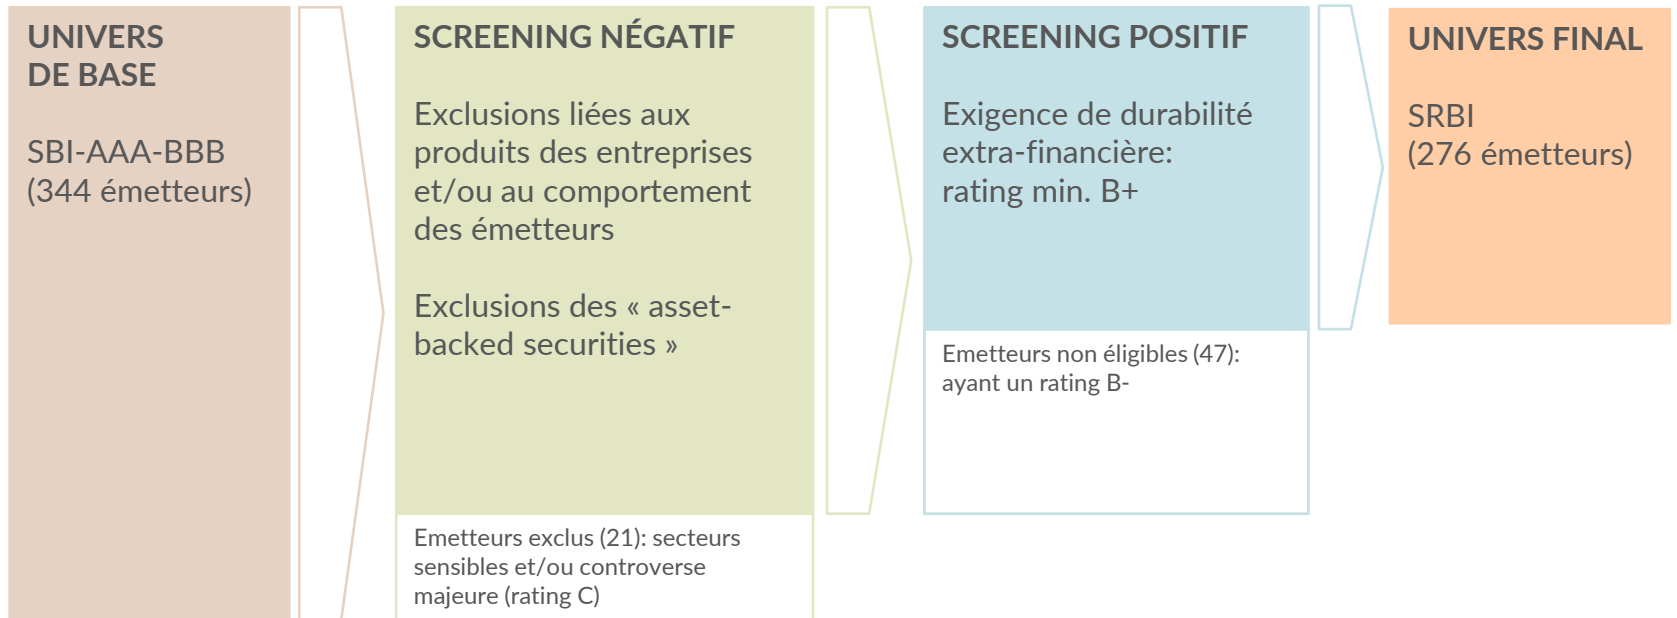 UNIVERS
DE BASE
SBI-AAA-BBB
(344 émetteurs)
SCREENING NÉGATIF
Exclusions liées aux
produits des entreprises
et/ou au comportement
des émetteurs
Exclusions des « asset-
backed securities »
Emetteurs exclus (21): secteurs
sensibles et/ou controverse
majeure (rating C)
SCREENING POSITIF
Exigence de durabilité
extra-financière:
rating min. B+
Emetteurs non éligibles (47):
ayant un rating B-
UNIVERS FINAL
SRBI
(276 émetteurs)